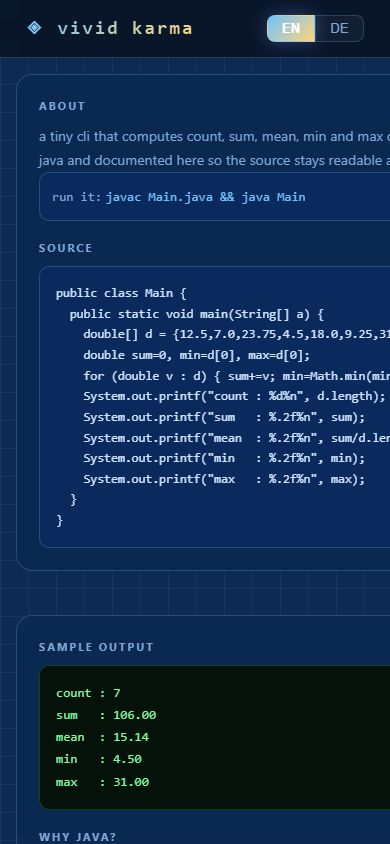 vivid karma
EN DE
ABOUT
a tiny cli that computes count, sum, mean, min and max
java and documented here so the source stays readable
run it: javac Main.java && java Main
SOURCE
public class Main {
  public static void main(String[] a) {
    double[] d = {12.5,7.0,23.75,4.5,18.0,9.25,31
    double sum=0, min=d[0], max=d[0];
    for (double v : d) { sum+=v; min=Math.min(min
    System.out.printf("count : %d%n", d.length);
    System.out.printf("sum   : %.2f%n", sum);
    System.out.printf("mean  : %.2f%n", sum/d.len
    System.out.printf("min   : %.2f%n", min);
    System.out.printf("max   : %.2f%n", max);
  }
}
SAMPLE OUTPUT
count : 7
sum   : 106.00
mean  : 15.14
min   : 4.50
max   : 31.00
WHY JAVA?